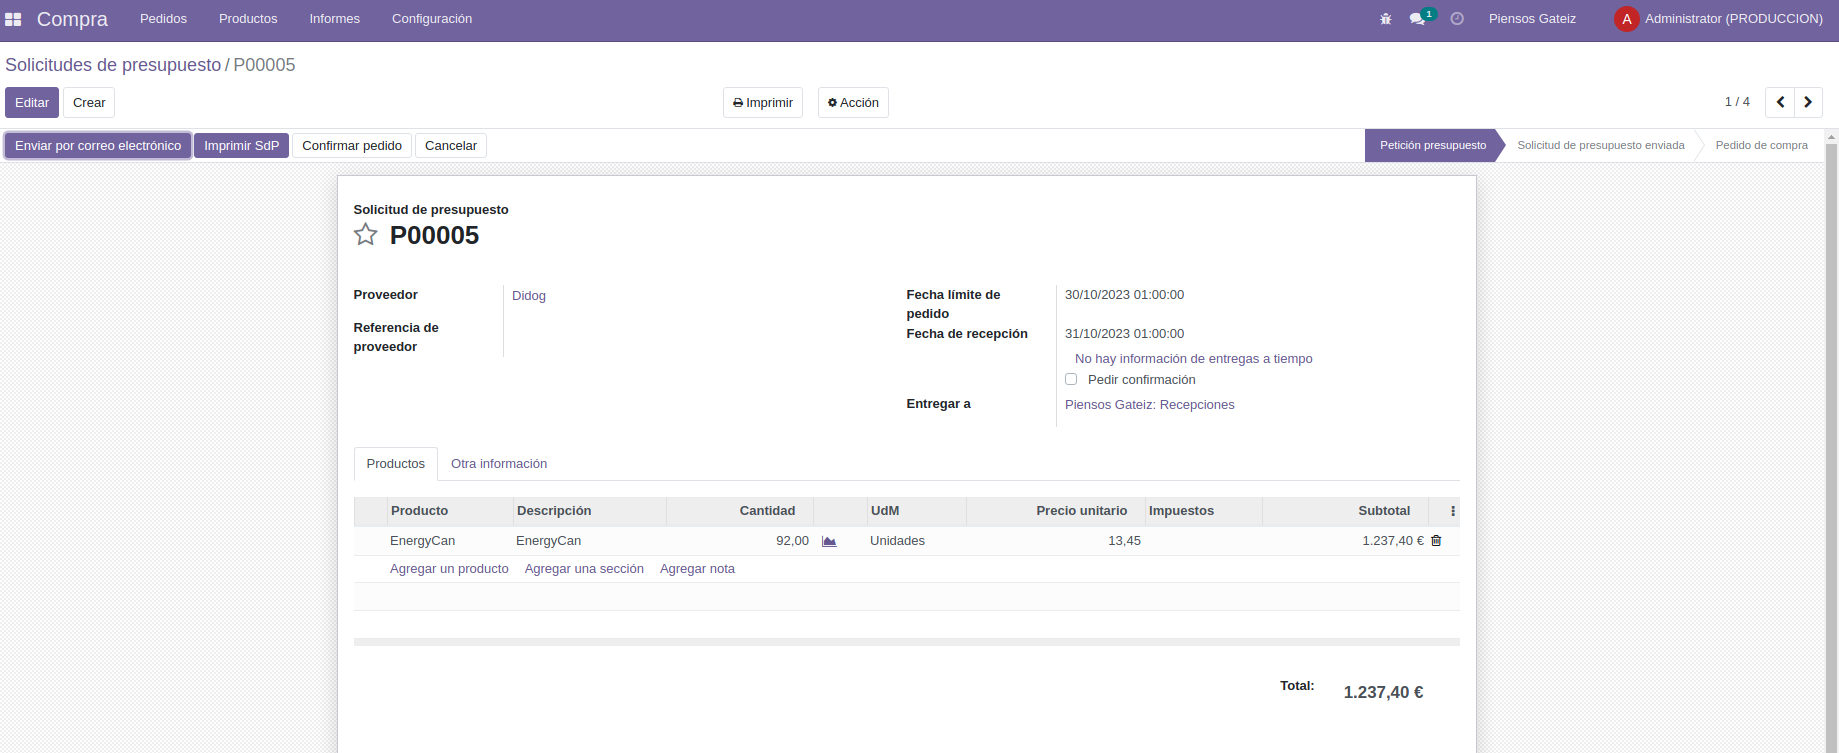 Compra Pedidos Productos Informes Configuración 1 Piensos Gateiz A Administrator (PRODUCCION)
Solicitudes de presupuesto / P00005
Editar Crear Imprimir Acción 1 / 4
Enviar por correo electrónico Imprimir SdP Confirmar pedido Cancelar Petición presupuesto Solicitud de presupuesto enviada Pedido de compra
Solicitud de presupuesto
P00005
Proveedor Didog
Referencia de
proveedor
Fecha límite de 30/10/2023 01:00:00
pedido
Fecha de recepción 31/10/2023 01:00:00
No hay información de entregas a tiempo
Pedir confirmación
Entregar a Piensos Gateiz: Recepciones
Productos Otra información
Producto Descripción Cantidad UdM Precio unitario Impuestos Subtotal
EnergyCan EnergyCan 92,00 Unidades 13,45 1.237,40 €
Agregar un producto Agregar una sección Agregar nota
Total: 1.237,40 €